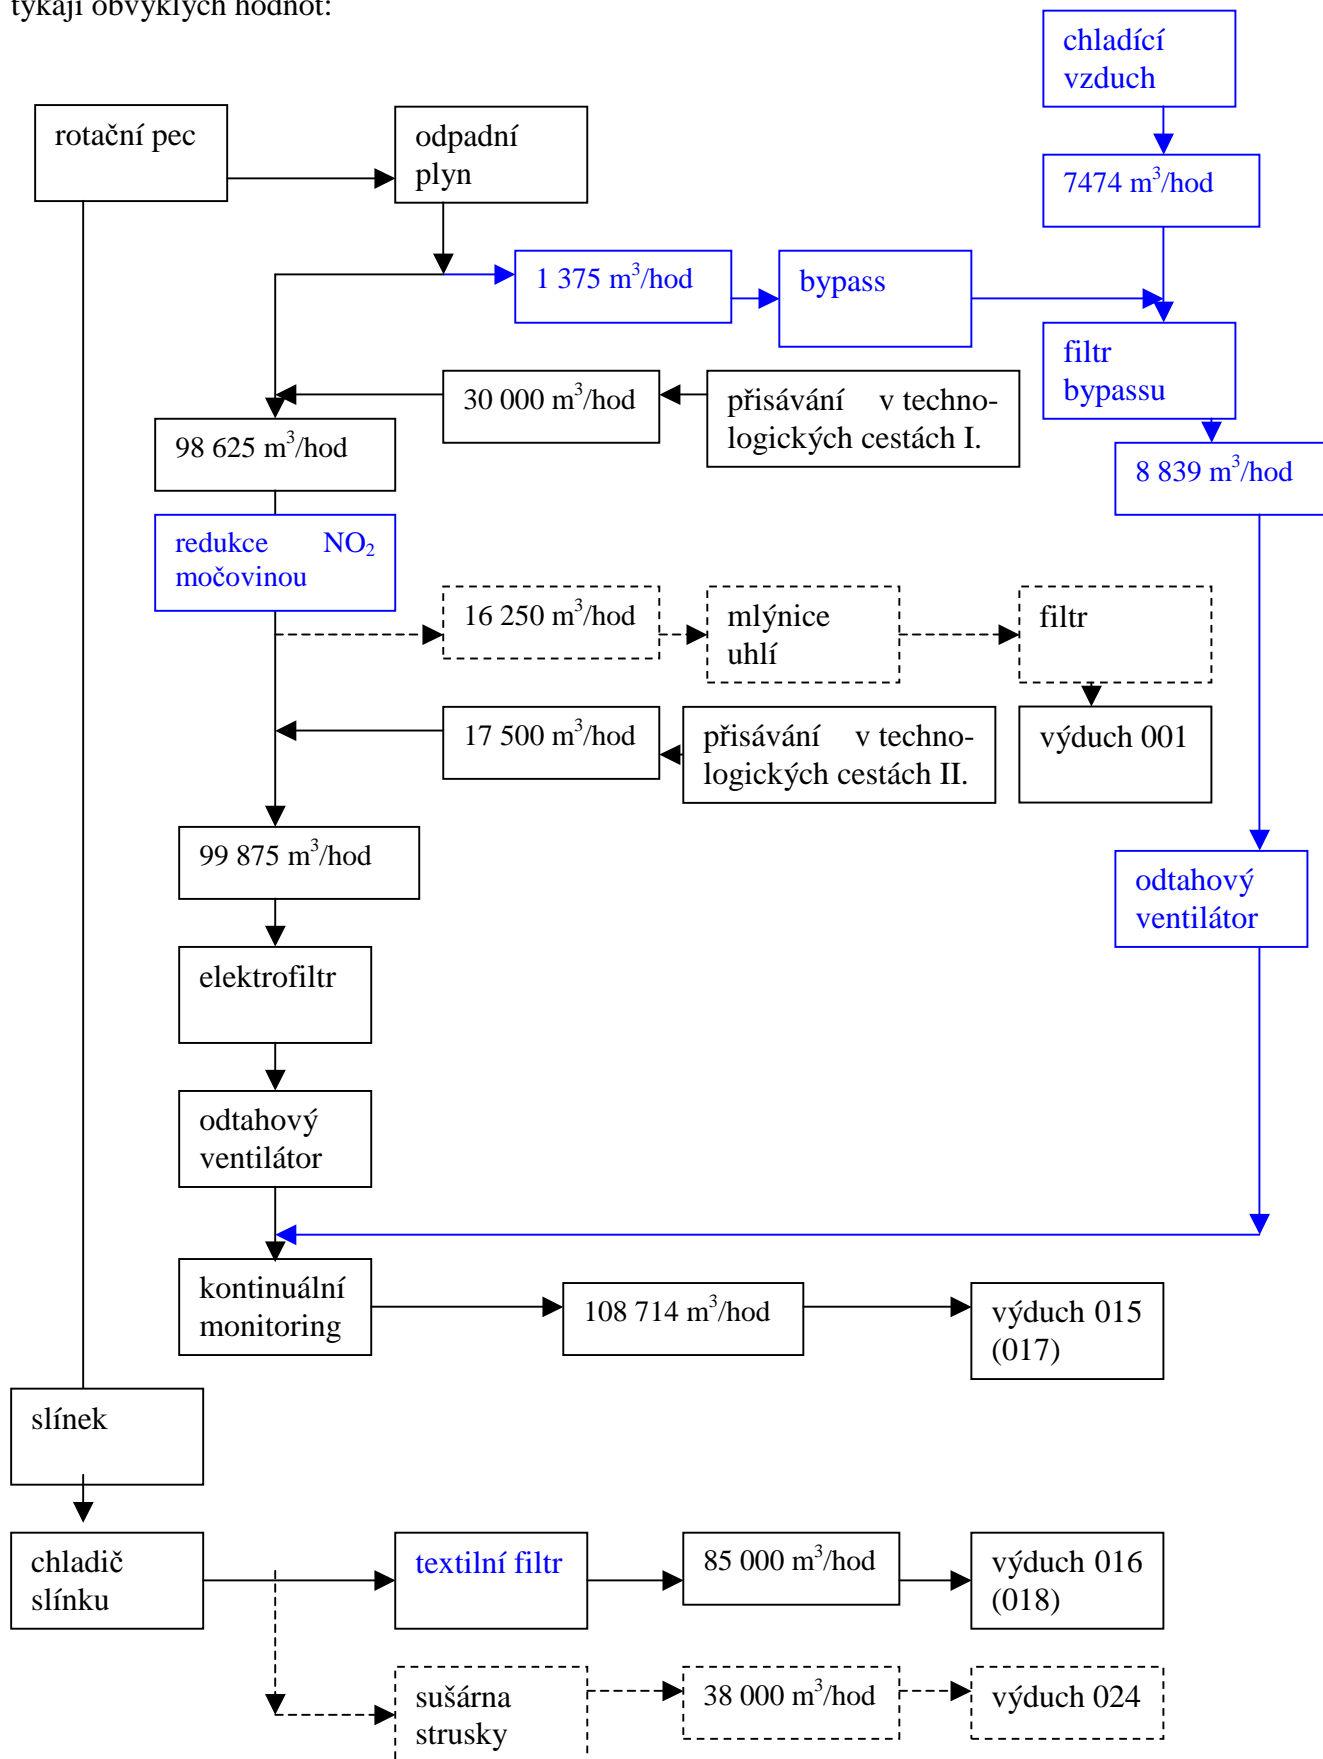 týkají obvyklých hodnot:
chladící
vzduch
rotační pec
odpadní
plyn
7474 m³/hod
1 375 m³/hod
bypass
filtr
bypassu
30 000 m³/hod
přisávání v techno-
logických cestách I.
98 625 m³/hod
8 839 m³/hod
redukce NO₂
močovinou
16 250 m³/hod
mlýnice
uhlí
filtr
17 500 m³/hod
přisávání v techno-
logických cestách II.
výduch 001
99 875 m³/hod
odtahový
ventilátor
elektrofiltr
odtahový
ventilátor
kontinuální
monitoring
108 714 m³/hod
výduch 015
(017)
slínek
chladič
slínku
textilní filtr
85 000 m³/hod
výduch 016
(018)
sušárna
strusky
38 000 m³/hod
výduch 024